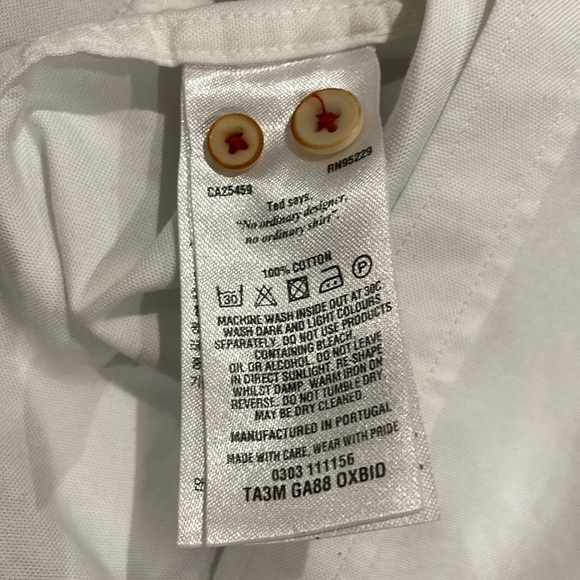 CA25459
RN95229
Ted says,
"No ordinary designer,
no ordinary shirt".
100% COTTON
30
P
MACHINE WASH INSIDE OUT AT 30C
WASH DARK AND LIGHT COLOURS
SEPARATELY. DO NOT USE PRODUCTS
CONTAINING BLEACH,
OIL OR ALCOHOL. DO NOT LEAVE
IN DIRECT SUNLIGHT. RE-SHAPE
WHILST DAMP. WARM IRON ON
REVERSE. DO NOT TUMBLE DRY
MAY BE DRY CLEANED.
MANUFACTURED IN PORTUGAL
MADE WITH CARE, WEAR WITH PRIDE
0303 111156
TA3M GA88 OXBID